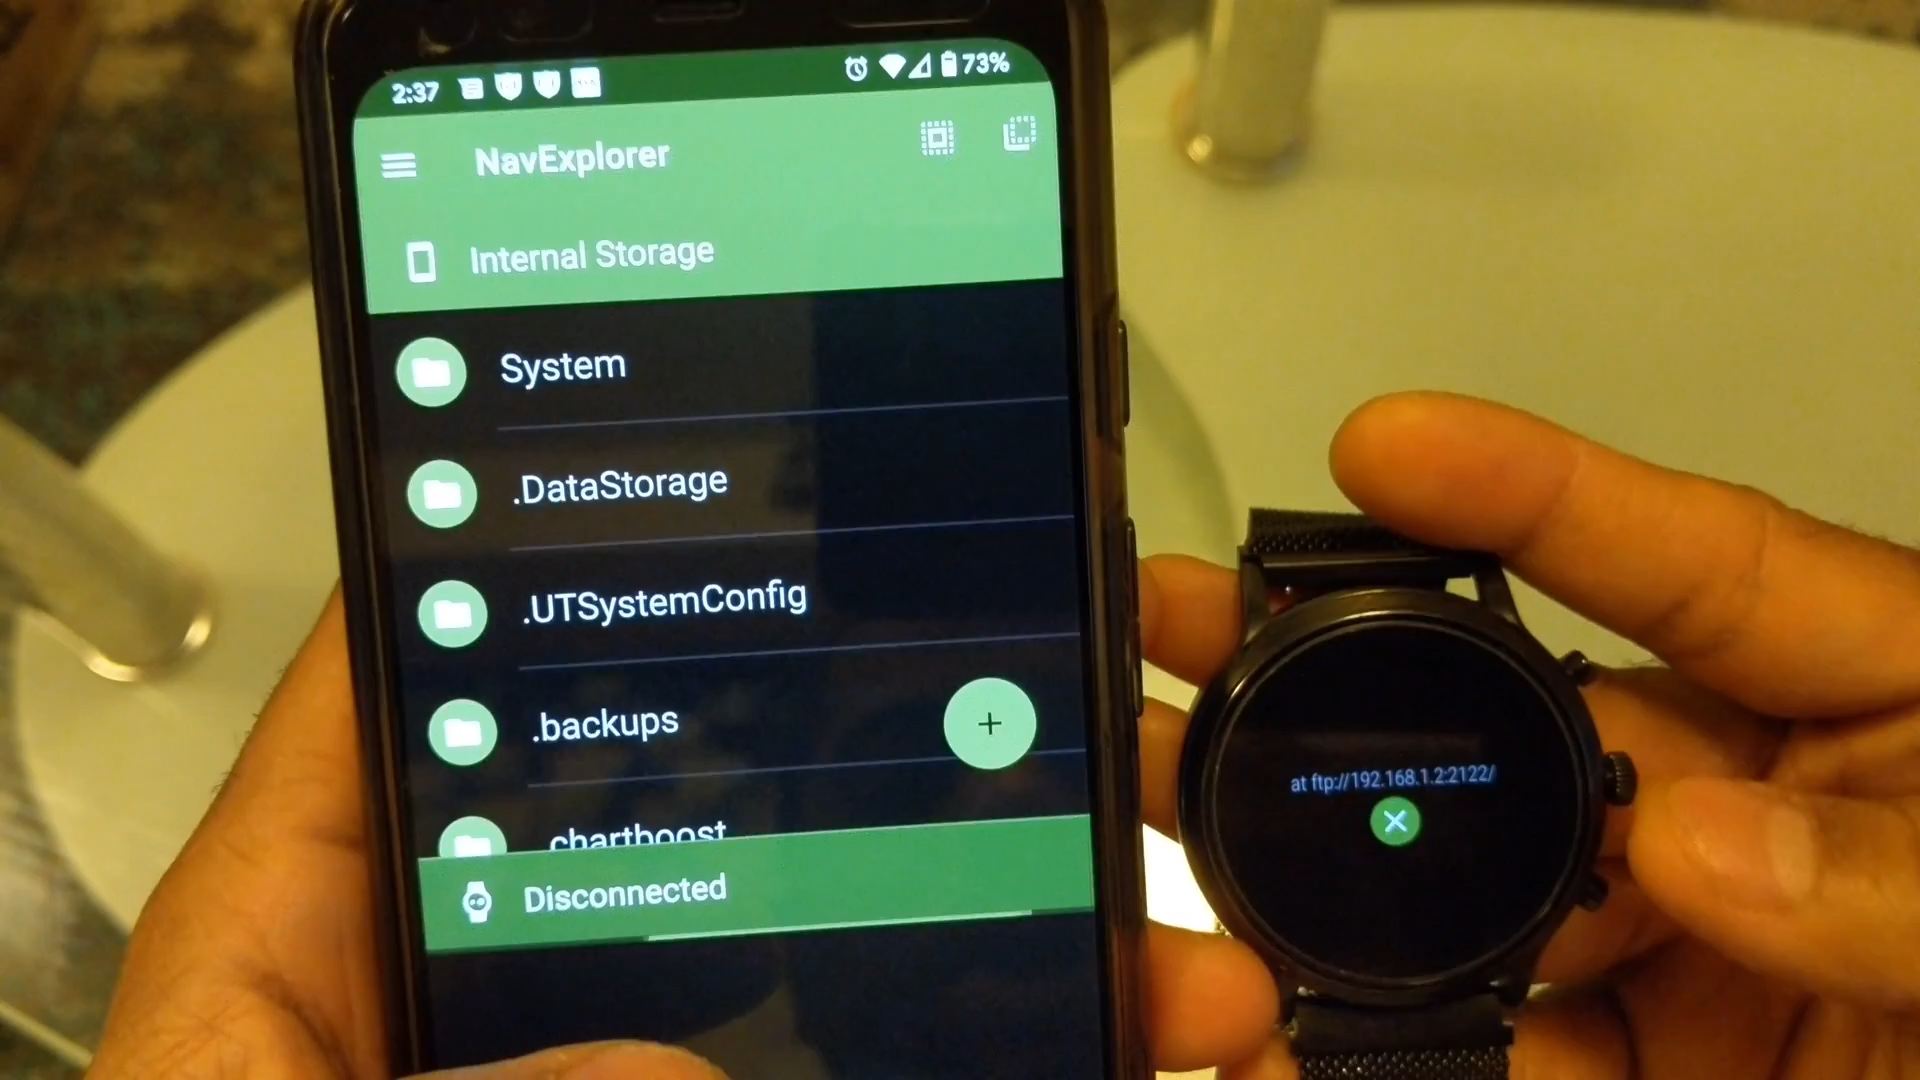 2:37
73%
NavExplorer
Internal Storage
System
.DataStorage
.UTSystemConfig
.backups
.chartboost
Disconnected
at ftp://192.168.1.2:2122/